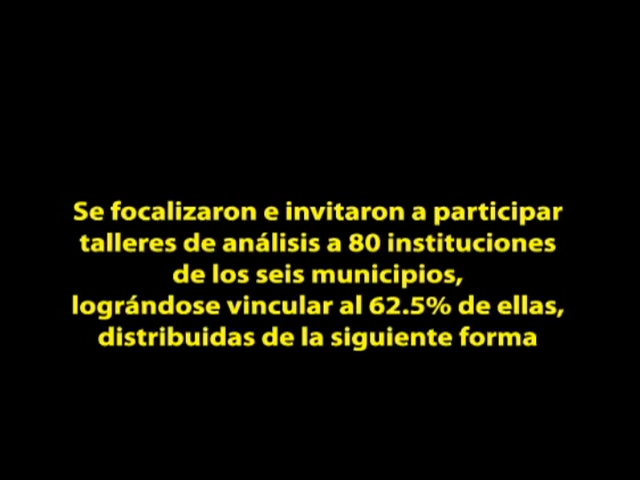 Se focalizaron e invitaron a participar
talleres de análisis a 80 instituciones
de los seis municipios,
lográndose vincular al 62.5% de ellas,
distribuidas de la siguiente forma